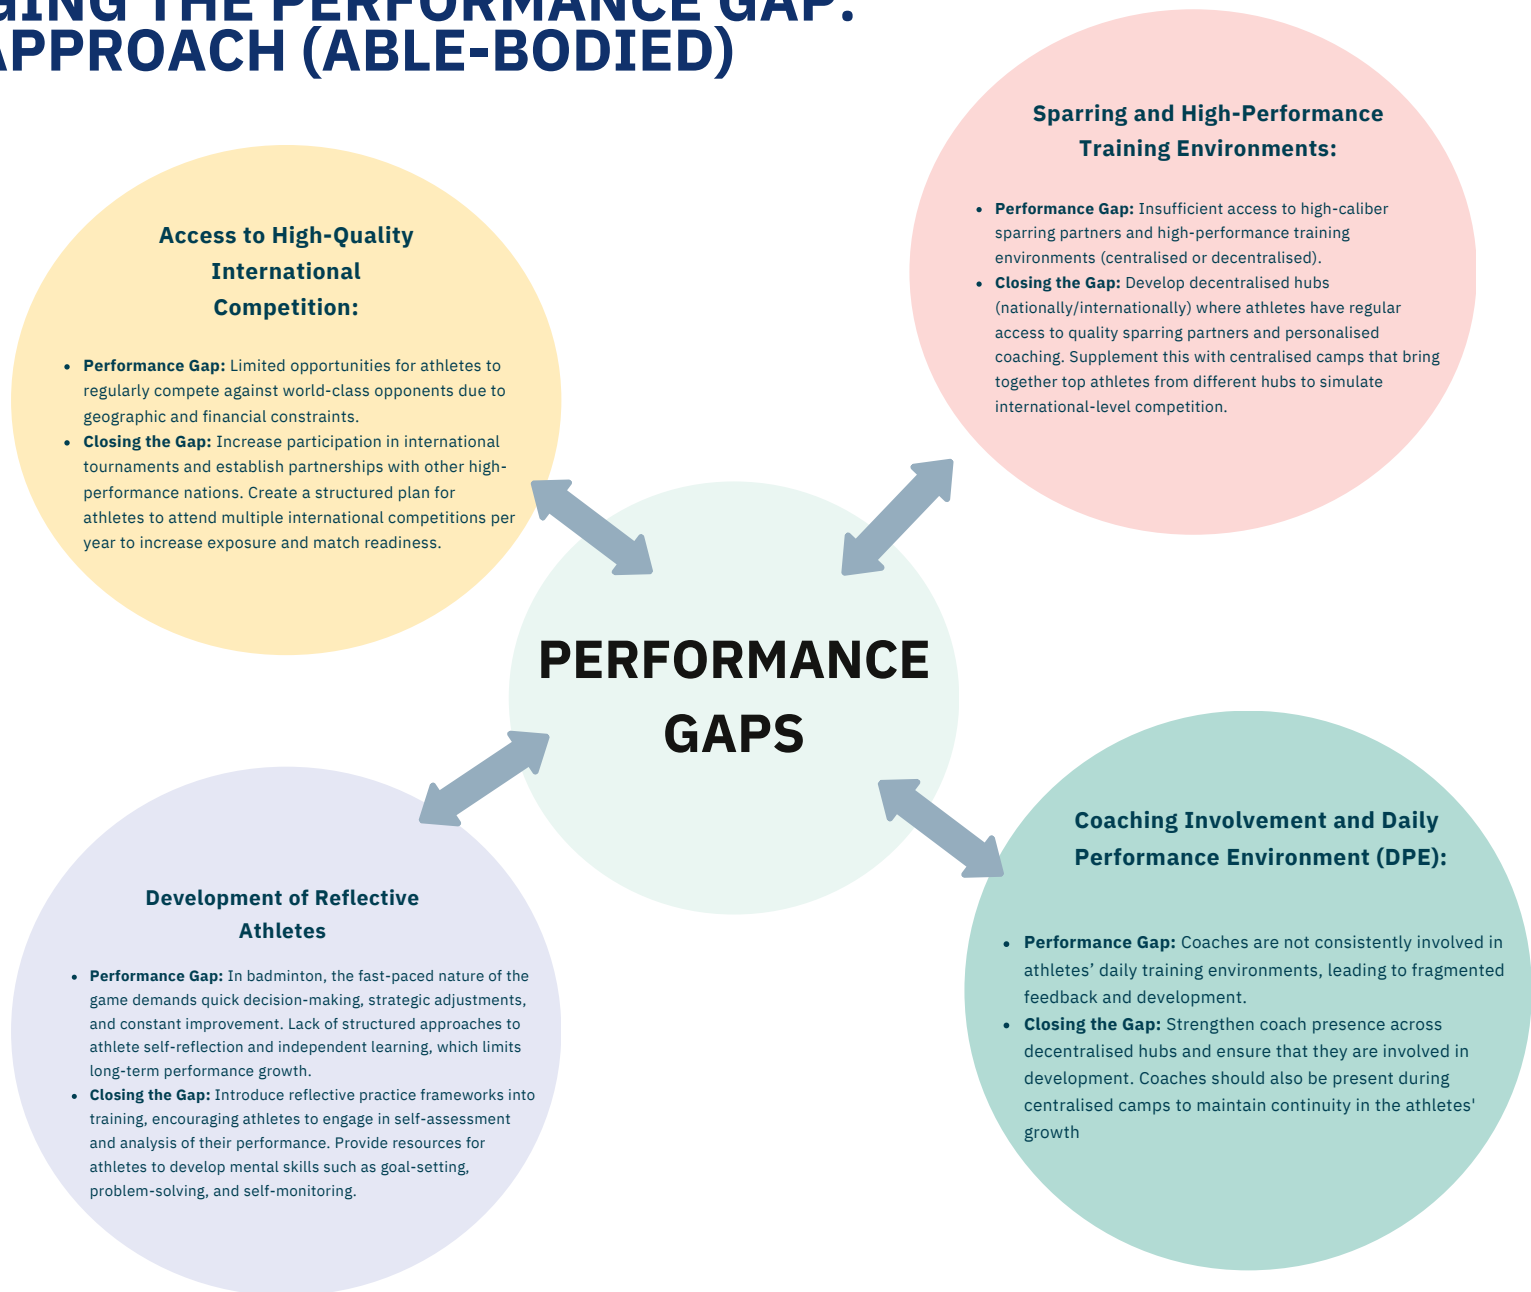 GING THE PERFORMANCE GAP:
APPROACH (ABLE-BODIED)
Access to High-Quality
International
Competition:
• Performance Gap: Limited opportunities for athletes to
regularly compete against world-class opponents due to
geographic and financial constraints.
• Closing the Gap: Increase participation in international
tournaments and establish partnerships with other high-
performance nations. Create a structured plan for
athletes to attend multiple international competitions per
year to increase exposure and match readiness.
Sparring and High-Performance
Training Environments:
• Performance Gap: Insufficient access to high-caliber
sparring partners and high-performance training
environments (centralised or decentralised).
• Closing the Gap: Develop decentralised hubs
(nationally/internationally) where athletes have regular
access to quality sparring partners and personalised
coaching. Supplement this with centralised camps that bring
together top athletes from different hubs to simulate
international-level competition.
PERFORMANCE
GAPS
Development of Reflective
Athletes
• Performance Gap: In badminton, the fast-paced nature of the
game demands quick decision-making, strategic adjustments,
and constant improvement. Lack of structured approaches to
athlete self-reflection and independent learning, which limits
long-term performance growth.
• Closing the Gap: Introduce reflective practice frameworks into
training, encouraging athletes to engage in self-assessment
and analysis of their performance. Provide resources for
athletes to develop mental skills such as goal-setting,
problem-solving, and self-monitoring.
Coaching Involvement and Daily
Performance Environment (DPE):
• Performance Gap: Coaches are not consistently involved in
athletes’ daily training environments, leading to fragmented
feedback and development.
• Closing the Gap: Strengthen coach presence across
decentralised hubs and ensure that they are involved in
development. Coaches should also be present during
centralised camps to maintain continuity in the athletes'
growth